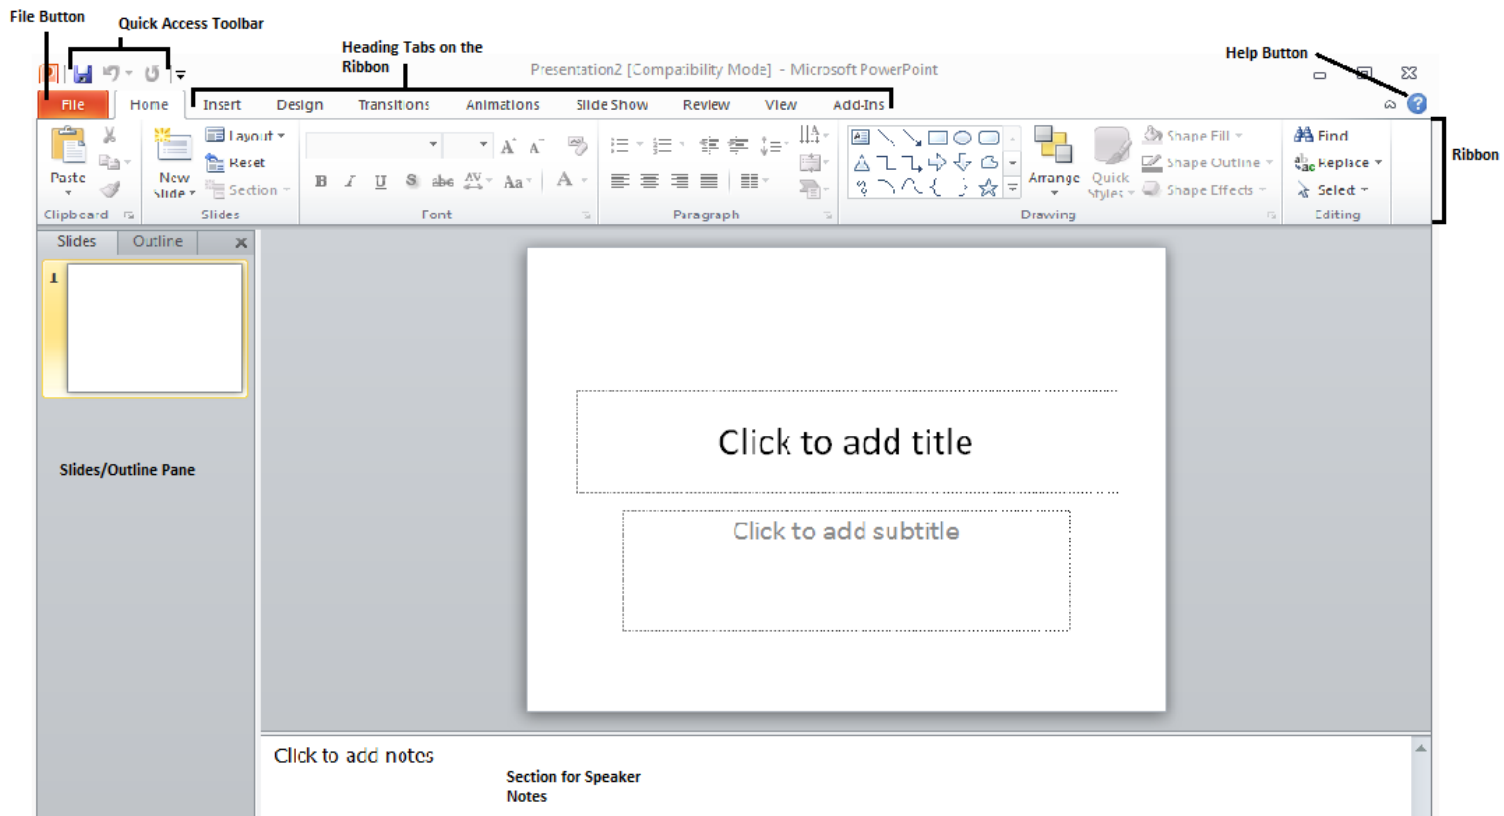 File Button
Quick Access Toolbar
Heading Tabs on the
Ribbon
Help Button
Presentation2 [Compatibility Mode] - Microsoft PowerPoint
File Home Insert Design Transitions Animations Slide Show Review View Add-Ins
Ribbon
Paste
New
Slide
Layout
Reset
Section
B I U S abc AV Aa A
A A
Arrange
Quick
Styles
Shape Fill
Shape Outline
Shape Effects
Find
Replace
Select
Clipboard Slides Font Paragraph Drawing Editing
Slides Outline
1
Slides/Outline Pane
Click to add title
Click to add subtitle
Click to add notes
Section for Speaker
Notes